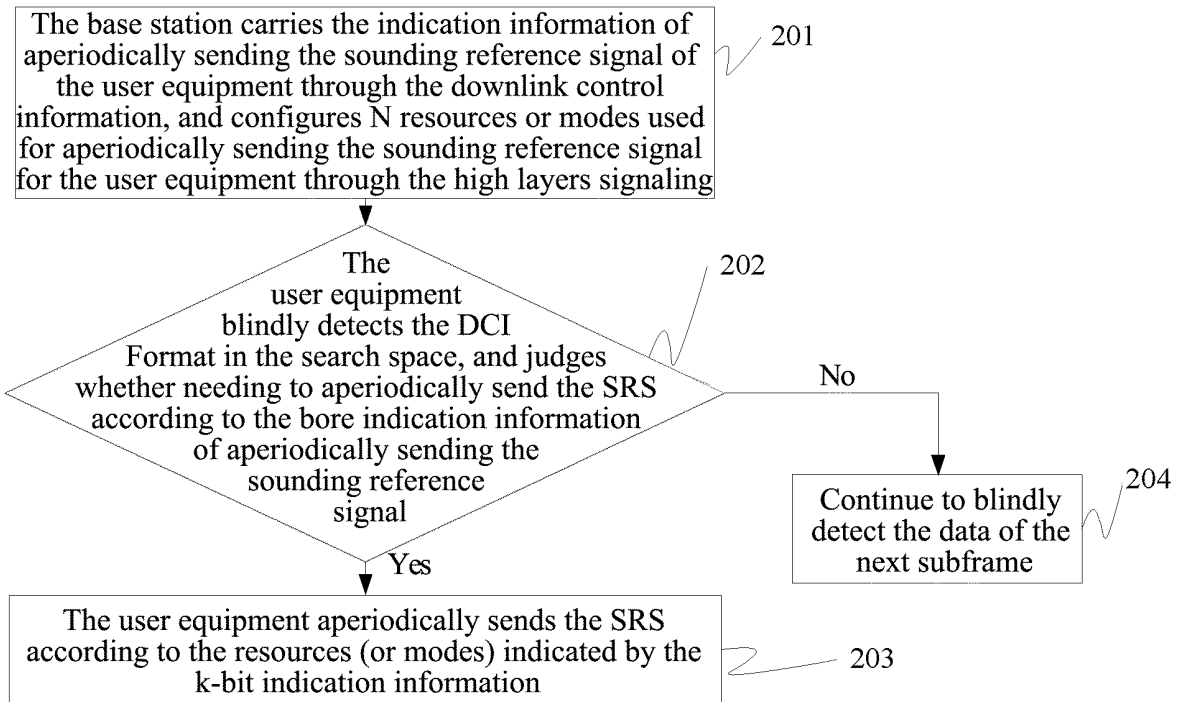 The base station carries the indication information of
aperiodically sending the sounding reference signal of
the user equipment through the downlink control
information, and configures N resources or modes used
for aperiodically sending the sounding reference signal
for the user equipment through the high layers signaling
201
The
user equipment
blindly detects the DCI
Format in the search space, and judges
whether needing to aperiodically send the SRS
according to the bore indication information
of aperiodically sending the
sounding reference
signal
202
No
Continue to blindly
detect the data of the
next subframe
204
Yes
The user equipment aperiodically sends the SRS
according to the resources (or modes) indicated by the
k-bit indication information
203